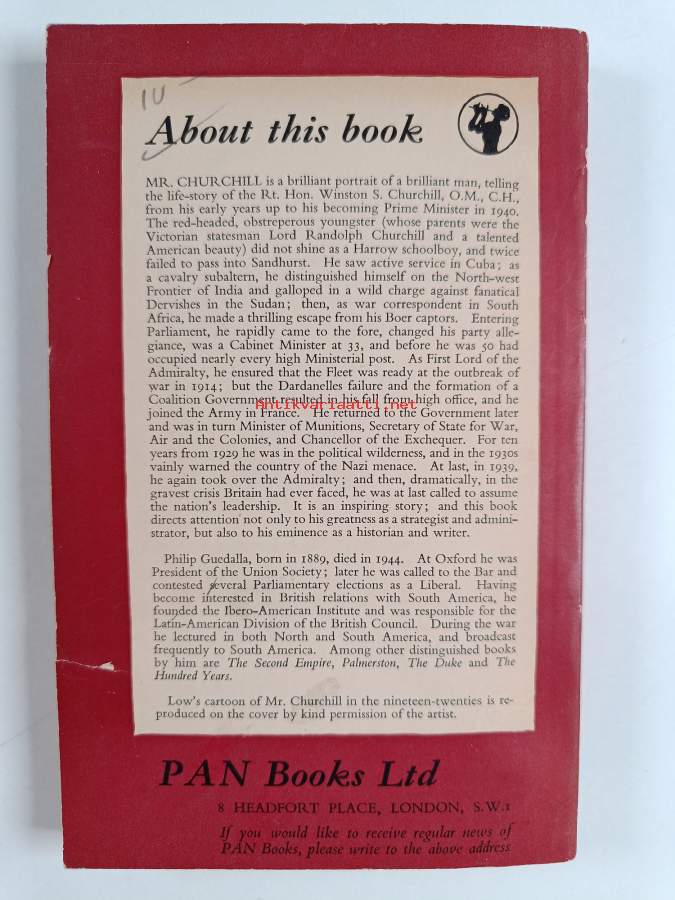 10
About this book
MR. CHURCHILL is a brilliant portrait of a brilliant man, telling
the life-story of the Rt. Hon. Winston S. Churchill, O.M., C.H.,
from his early years up to his becoming Prime Minister in 1940.
The red-headed, obstreperous youngster (whose parents were the
Victorian statesman Lord Randolph Churchill and a talented
American beauty) did not shine as a Harrow schoolboy, and twice
failed to pass into Sandhurst. He saw active service in Cuba; as
a cavalry subaltern, he distinguished himself on the North-west
Frontier of India and galloped in a wild charge against fanatical
Dervishes in the Sudan; then, as war correspondent in South
Africa, he made a thrilling escape from his Boer captors. Entering
Parliament, he rapidly came to the fore, changed his party alle-
giance, was a Cabinet Minister at 33, and before he was 50 had
occupied nearly every high Ministerial post. As First Lord of the
Admiralty, he ensured that the Fleet was ready at the outbreak of
war in 1914; but the Dardanelles failure and the formation of a
Coalition Government resulted in his fall from high office, and he
Antikvariaatti.net
joined the Army in France. He returned to the Government later
and was in turn Minister of Munitions, Secretary of State for War,
Air and the Colonies, and Chancellor of the Exchequer. For ten
years from 1929 he was in the political wilderness, and in the 1930s
vainly warned the country of the Nazi menace. At last, in 1939,
he again took over the Admiralty; and then, dramatically, in the
gravest crisis Britain had ever faced, he was at last called to assume
the nation's leadership. It is an inspiring story; and this book
directs attention not only to his greatness as a strategist and admini-
strator, but also to his eminence as a historian and writer.
Philip Guedalla, born in 1889, died in 1944. At Oxford he was
President of the Union Society; later he was called to the Bar and
contested several Parliamentary elections as a Liberal. Having
become interested in British relations with South America, he
founded the Ibero-American Institute and was responsible for the
Latin-American Division of the British Council. During the war
he lectured in both North and South America, and broadcast
frequently to South America. Among other distinguished books
by him are The Second Empire, Palmerston, The Duke and The
Hundred Years.
Low's cartoon of Mr. Churchill in the nineteen-twenties is re-
produced on the cover by kind permission of the artist.
PAN Books Ltd
8 HEADFORT PLACE, LONDON, S.W.1
If you would like to receive regular news of
PAN Books, please write to the above address